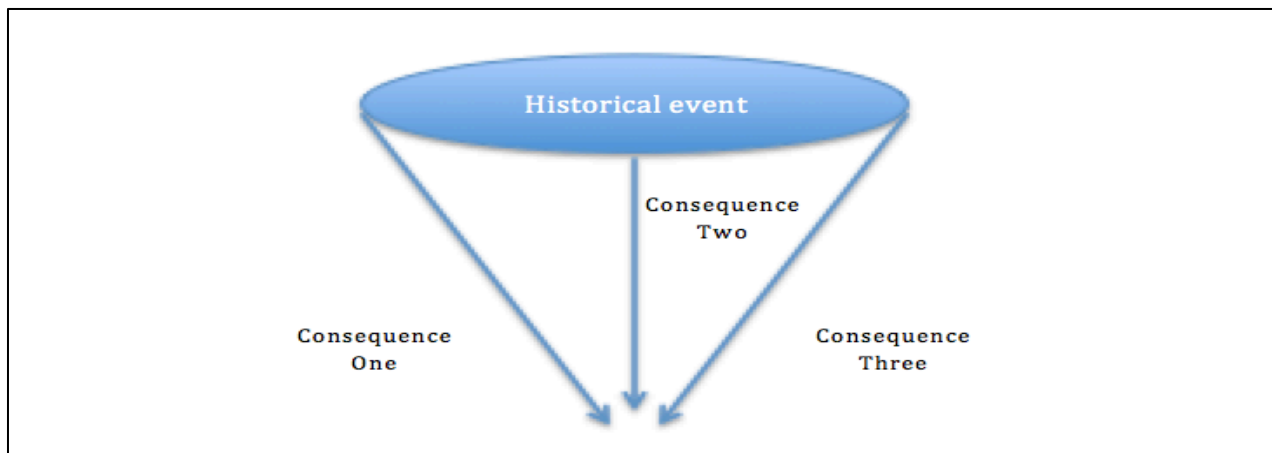 Historical event
Consequence
Two
Consequence
One
Consequence
Three